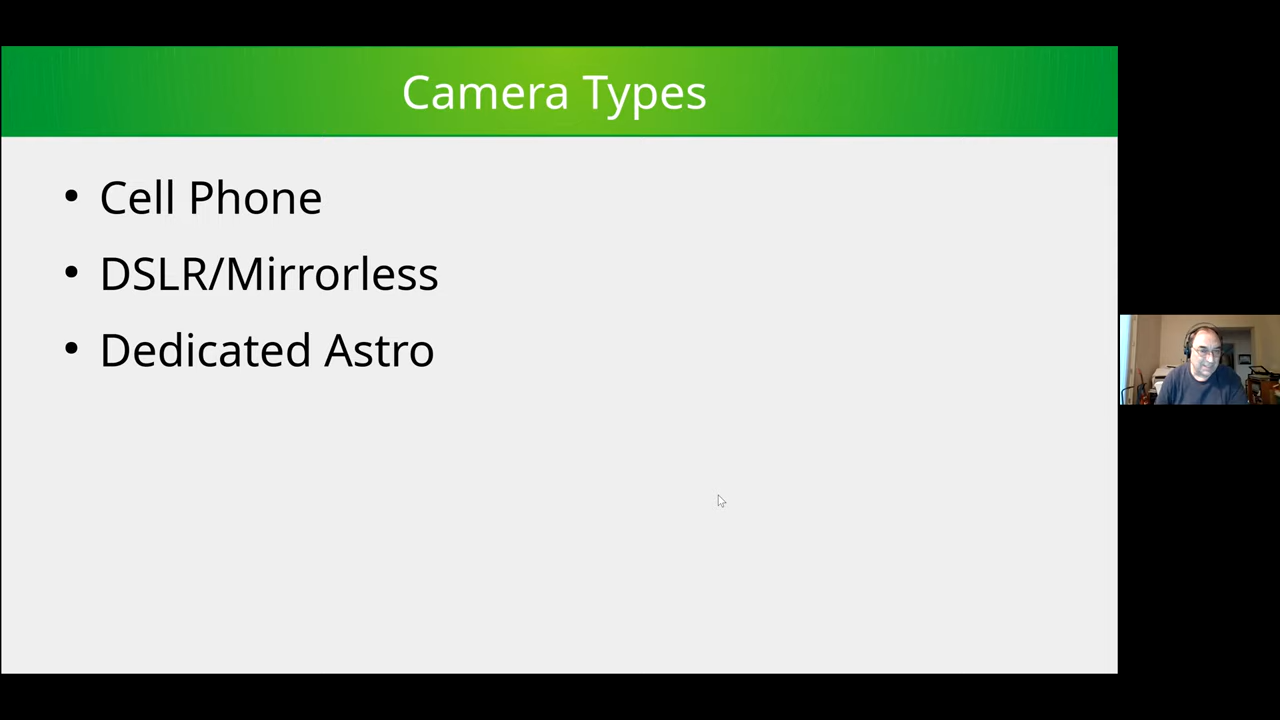 Camera Types
• Cell Phone
• DSLR/Mirrorless
• Dedicated Astro